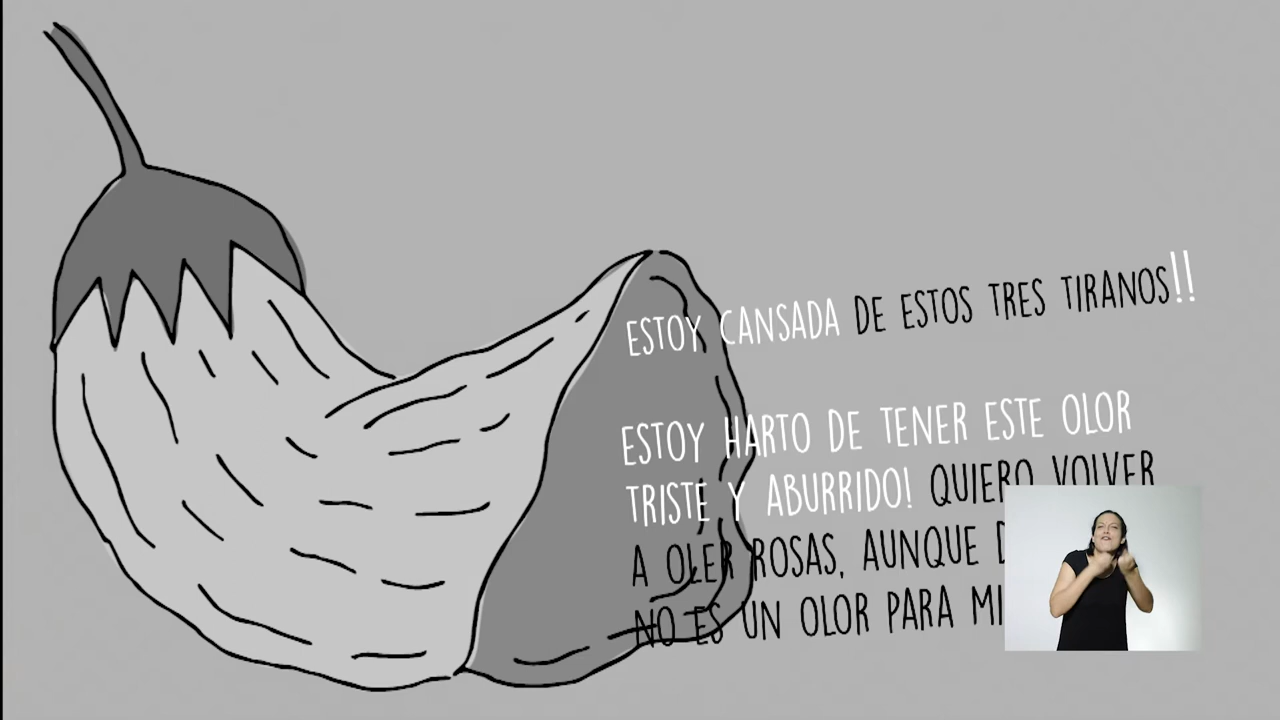 ESTOY CANSADA DE ESTOS TRES TIRANOS!!
ESTOY HARTO DE TENER ESTE OLOR
TRISTE Y ABURRIDO! QUIERO VOLVER
A OLER ROSAS, AUNQUE
NO ES UN OLOR PARA MI